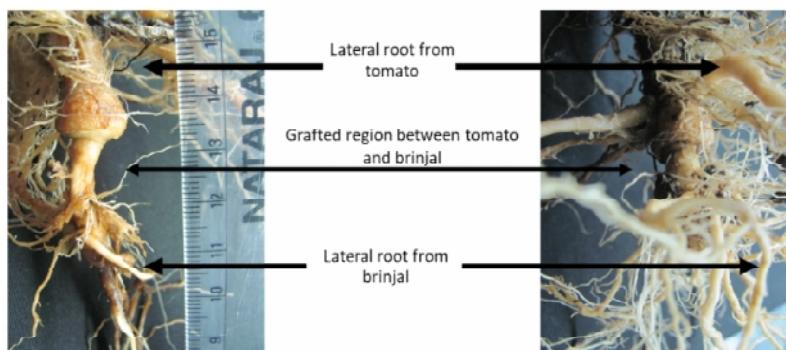 Lateral root from
tomato
Grafted region between tomato
and brinjal
Lateral root from
brinjal
NATARAJ
15
14
13
12
11
10
9